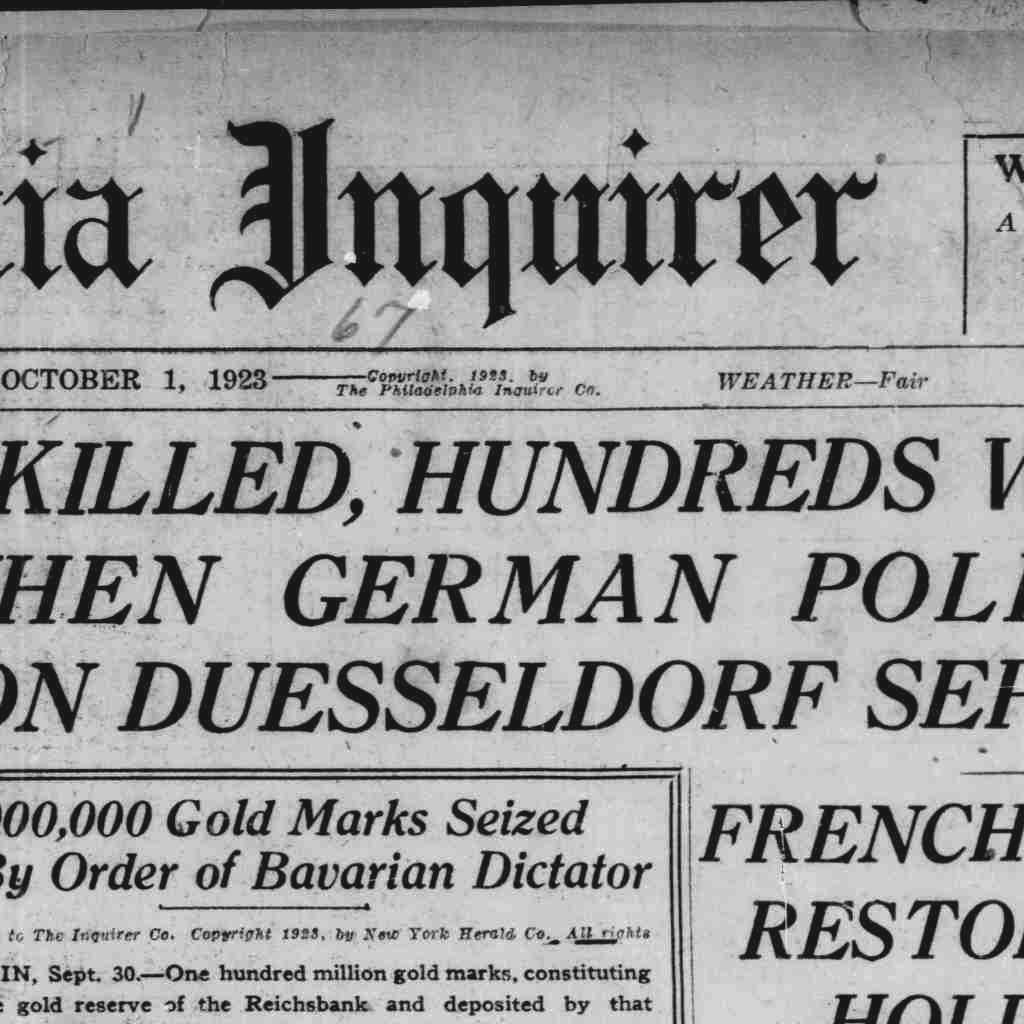 ia Inquirer
W
A
67
OCTOBER 1, 1923
Copyright, 1923, by
The Philadelphia Inquirer Co.
WEATHER—Fair
KILLED, HUNDREDS W
HEN GERMAN POLI
ON DUESSELDORF SEP
000,000 Gold Marks Seized
By Order of Bavarian Dictator
to The Inquirer Co. Copyright 1923, by New York Herald Co. All rights
IN, Sept. 30.—One hundred million gold marks, constituting
gold reserve of the Reichsbank and deposited by that
FRENCH
RESTO
HOLD